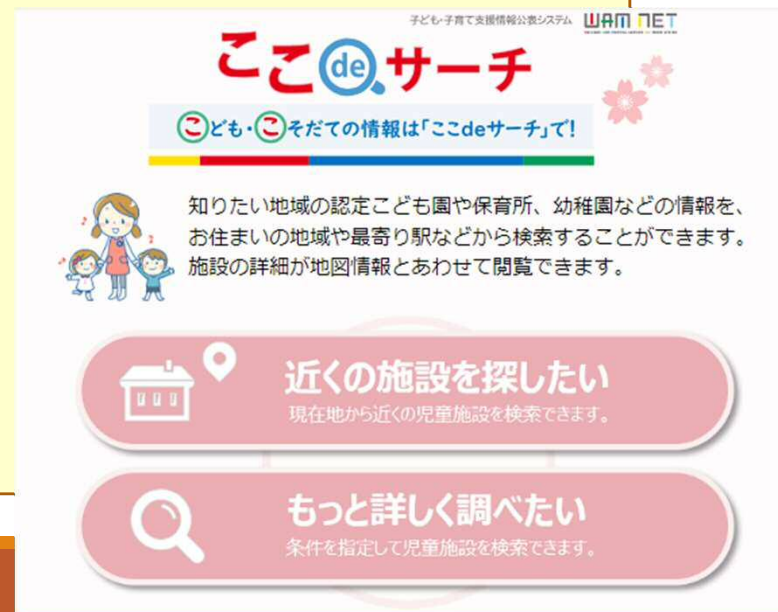 子ども・子育て支援情報公表システム WAM NET
ここdeサーチ
こども・こそだての情報は「ここdeサーチ」で!
知りたい地域の認定こども園や保育所、幼稚園などの情報を、
お住まいの地域や最寄り駅などから検索することができます。
施設の詳細が地図情報とあわせて閲覧できます。
近くの施設を探したい
現在地から近くの児童施設を検索できます。
もっと詳しく調べたい
条件を指定して児童施設を検索できます。